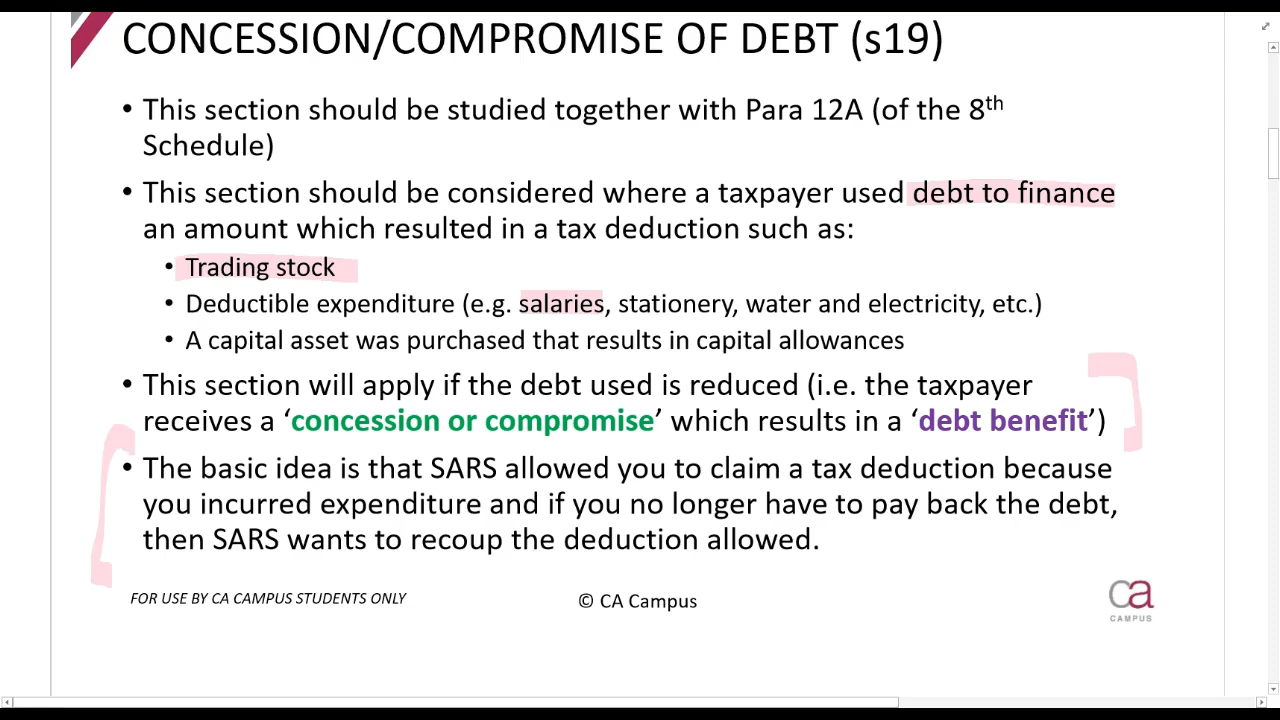 CONCESSION/COMPROMISE OF DEBT (s19)
• This section should be studied together with Para 12A (of the 8th
Schedule)
• This section should be considered where a taxpayer used debt to finance
an amount which resulted in a tax deduction such as:
• Trading stock
• Deductible expenditure (e.g. salaries, stationery, water and electricity, etc.)
• A capital asset was purchased that results in capital allowances
• This section will apply if the debt used is reduced (i.e. the taxpayer
receives a ‘concession or compromise’ which results in a ‘debt benefit’)
• The basic idea is that SARS allowed you to claim a tax deduction because
you incurred expenditure and if you no longer have to pay back the debt,
then SARS wants to recoup the deduction allowed.
FOR USE BY CA CAMPUS STUDENTS ONLY
© CA Campus
ca
CAMPUS